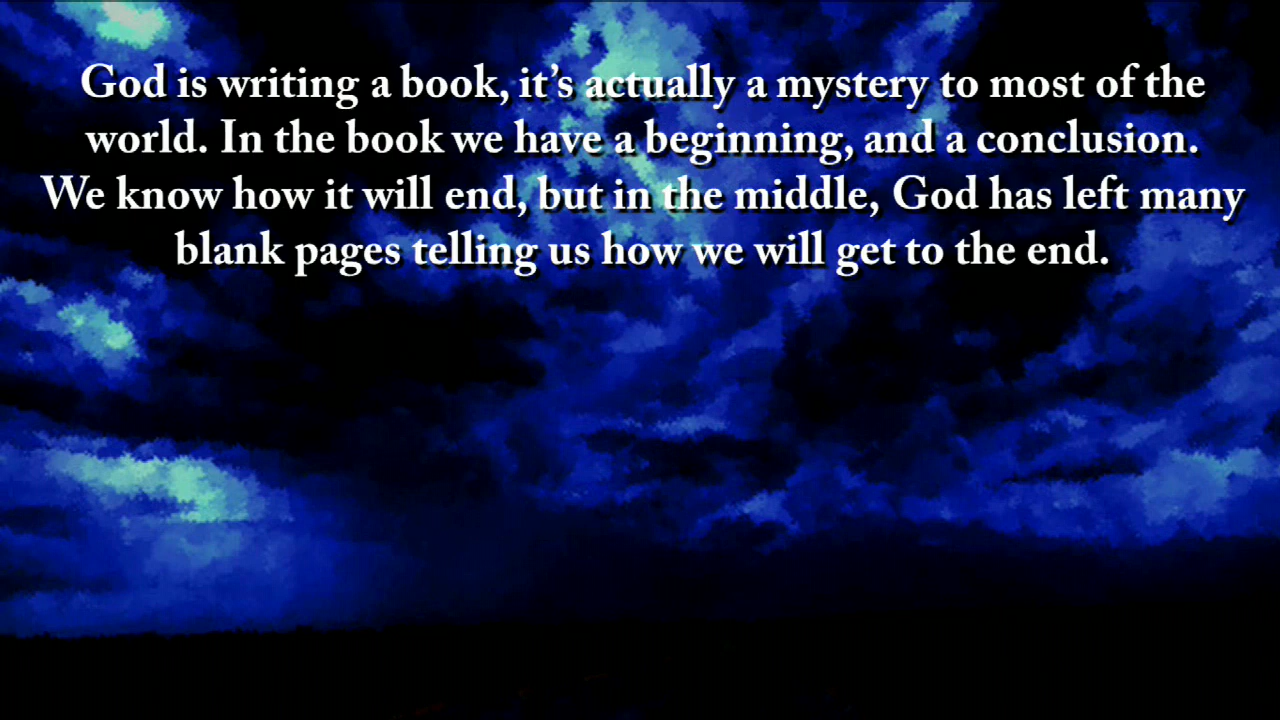 God is writing a book, it’s actually a mystery to most of the
world. In the book we have a beginning, and a conclusion.
We know how it will end, but in the middle, God has left many
blank pages telling us how we will get to the end.